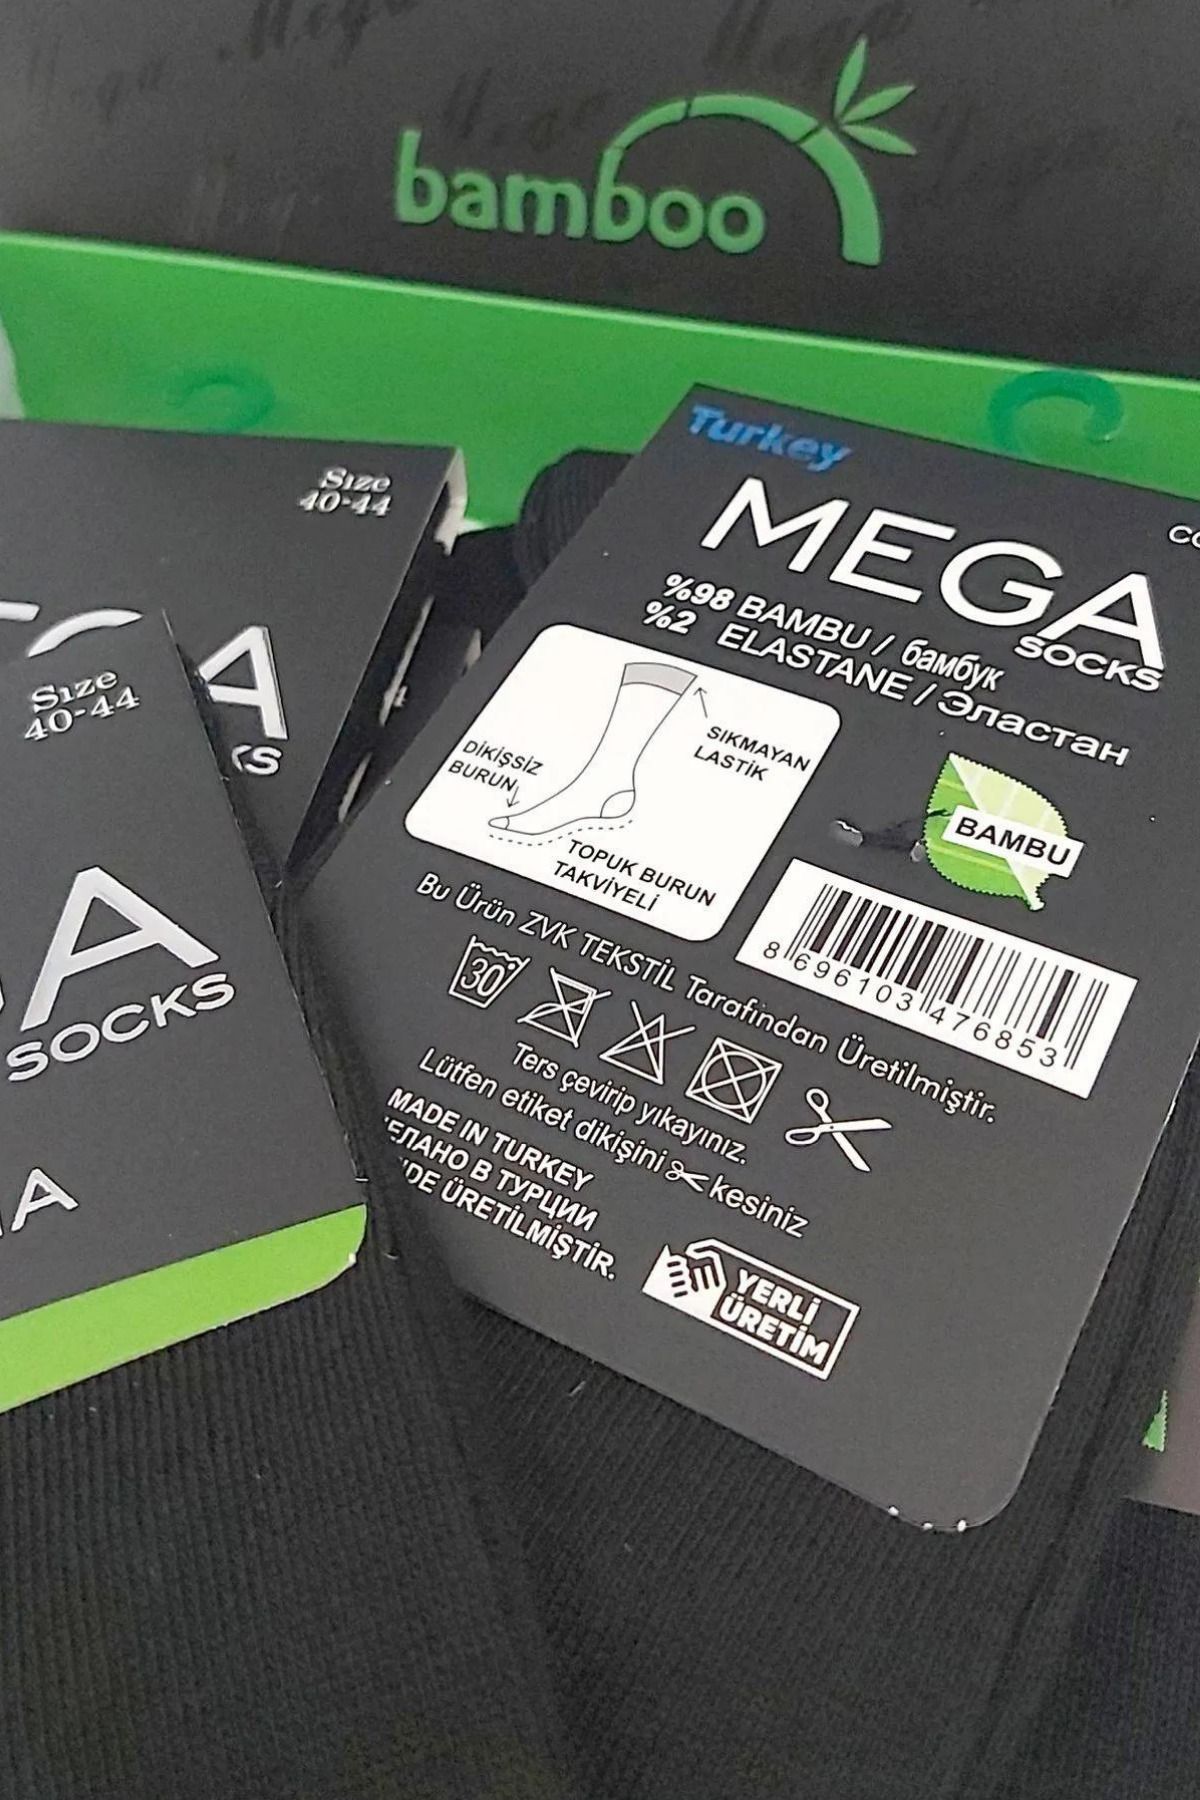 bamboo
Size
40-44
Size
40-44
A
KS
A
SOCKS
Turkey
MEGA
SOCKS
%98 BAMBU / бамбук
%2 ELASTANE / Эластан
SIKMAYAN
LASTİK
DİKİŞSİZ
BURUN
TOPUK BURUN
TAKVİYELİ
BAMBU
8 696103 476853
Bu Ürün ZVK TEKSTİL Tarafından Üretilmiştir.
30°
Ters çevirip yıkayınız.
Lütfen etiket dikişini kesiniz
MADE IN TURKEY
ЕЛАНО В ТУРЦИИ
DE ÜRETİLMİŞTİR.
YERLİ
ÜRETİM